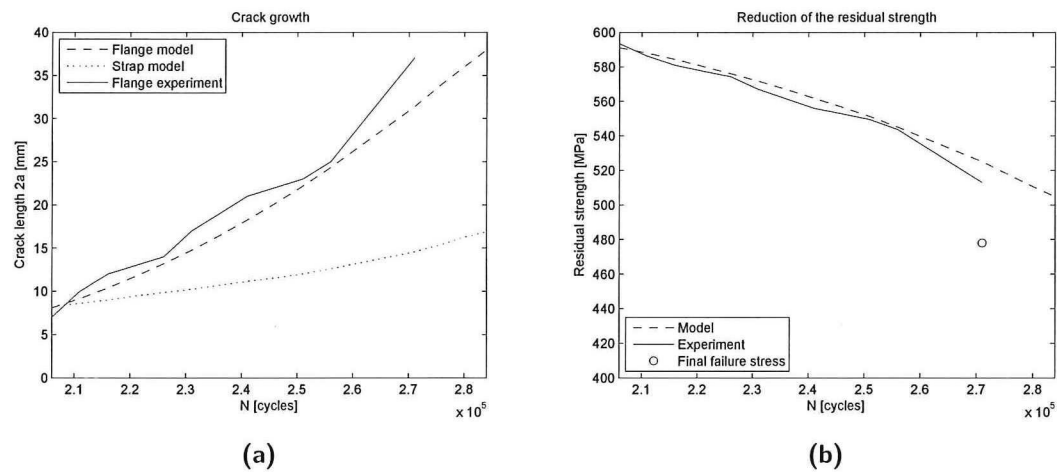 Crack growth
Crack length 2a [mm]
40
35
30
25
20
15
10
5
0
Flange model
Strap model
Flange experiment
2.1 2.2 2.3 2.4 2.5 2.6 2.7 2.8
N [cycles]
x 10^5
(a)
Reduction of the residual strength
Residual strength [MPa]
600
580
560
540
520
500
480
460
440
420
400
Model
Experiment
Final failure stress
2.1 2.2 2.3 2.4 2.5 2.6 2.7 2.8
N [cycles]
x 10^5
(b)